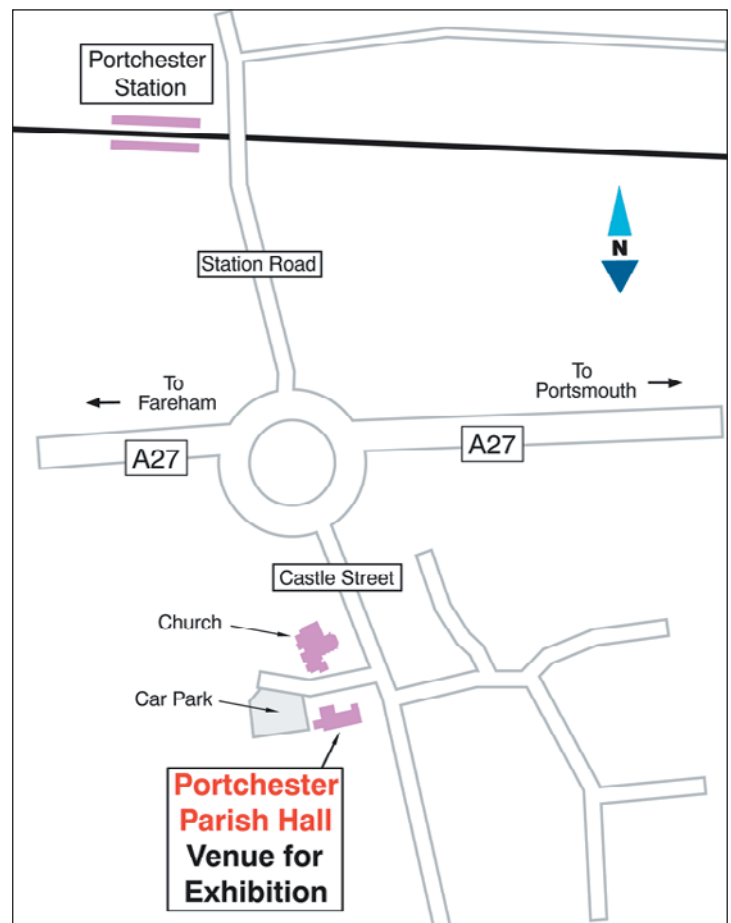 Portchester
Station
N
Station Road
To
Fareham
To
Portsmouth
A27
A27
Castle Street
Church
Car Park
Portchester
Parish Hall
Venue for
Exhibition